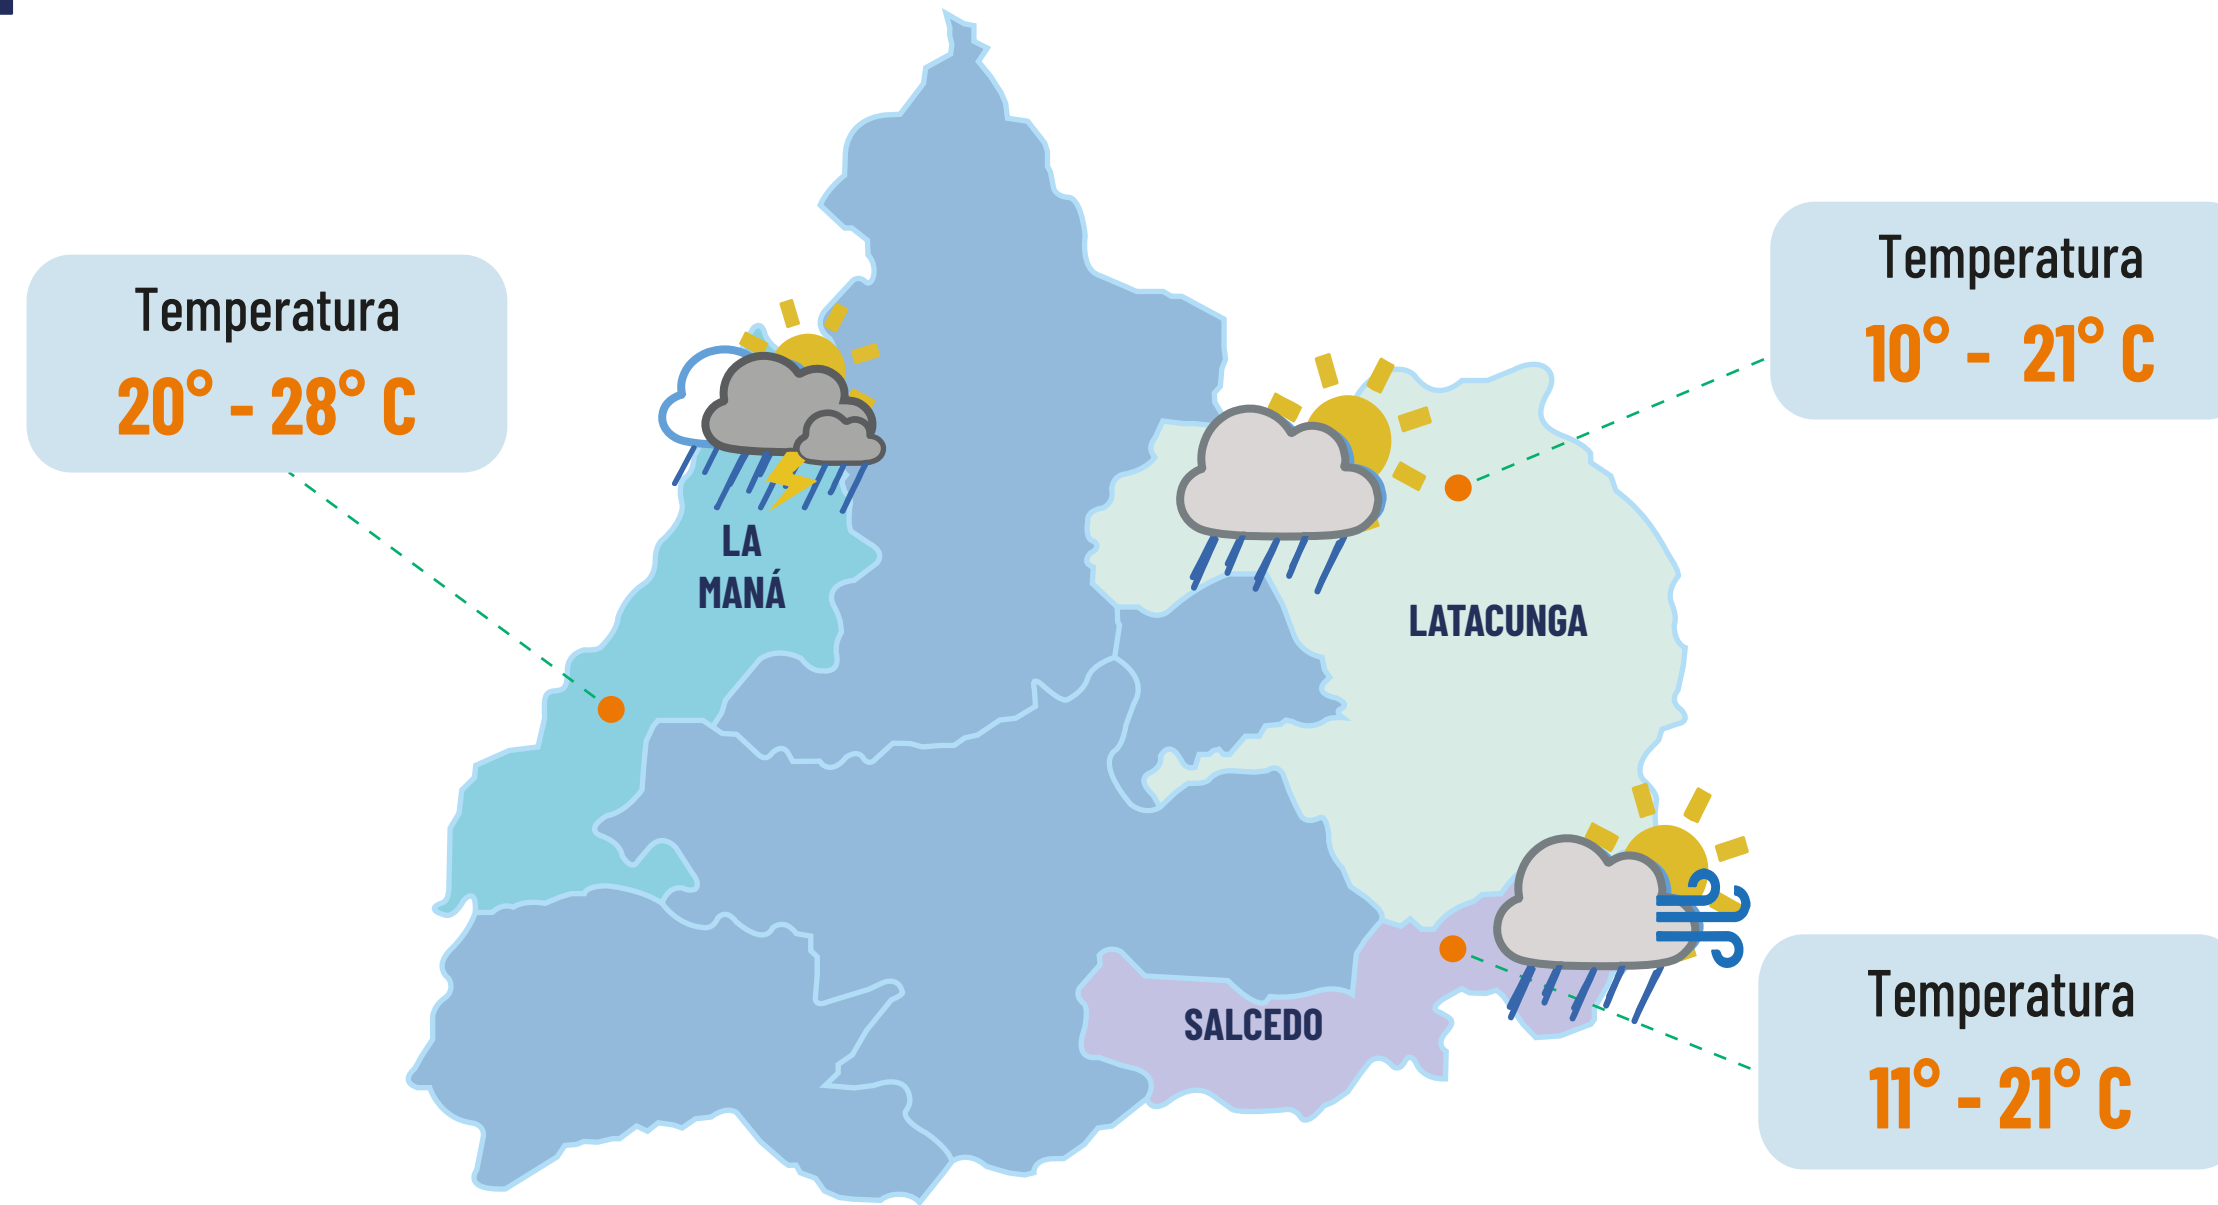 Temperatura
10° - 21° C
Temperatura
20° - 28° C
LA
MANÁ
LATACUNGA
SALCEDO
Temperatura
11° - 21° C